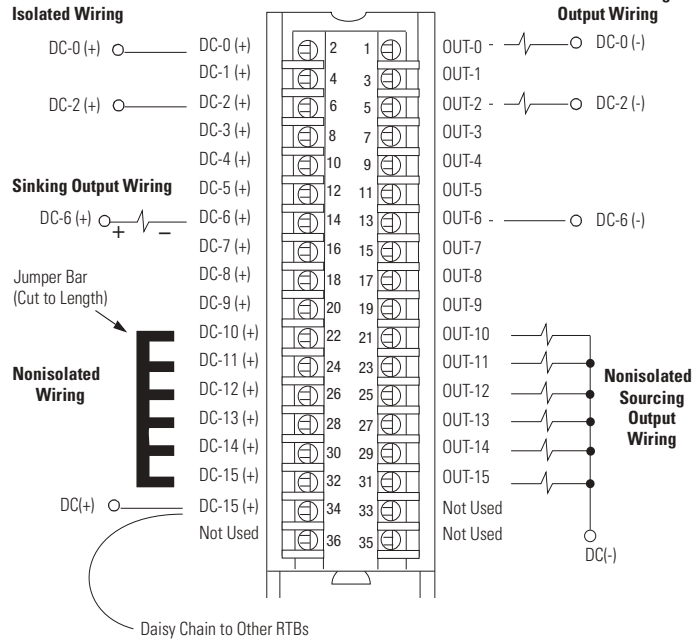 Isolated Wiring
Output Wiring
DC-0 (+) DC-0 (+) 2 1 OUT-0 DC-0 (-)
DC-1 (+) 4 3 OUT-1
DC-2 (+) DC-2 (+) 6 5 OUT-2 DC-2 (-)
DC-3 (+) 8 7 OUT-3
DC-4 (+) 10 9 OUT-4
Sinking Output Wiring
DC-5 (+) 12 11 OUT-5
DC-6 (+) + – DC-6 (+) 14 13 OUT-6 DC-6 (-)
DC-7 (+) 16 15 OUT-7
Jumper Bar
(Cut to Length)
DC-8 (+) 18 17 OUT-8
DC-9 (+) 20 19 OUT-9
DC-10 (+) 22 21 OUT-10
DC-11 (+) 24 23 OUT-11
Nonisolated
Wiring
DC-12 (+) 26 25 OUT-12
Nonisolated
Sourcing
Output
Wiring
DC-13 (+) 28 27 OUT-13
DC-14 (+) 30 29 OUT-14
DC-15 (+) 32 31 OUT-15
DC(+) DC-15 (+) 34 33 Not Used
Not Used 36 35 Not Used
DC(-)
Daisy Chain to Other RTBs